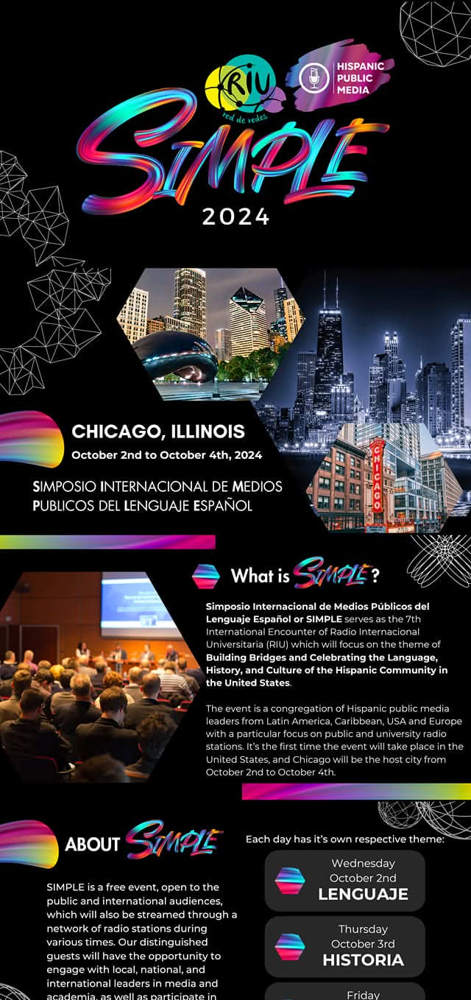 RIU
red de redes
HISPANIC
PUBLIC
MEDIA
SIMPLE
2024
CHICAGO
CHICAGO, ILLINOIS
October 2nd to October 4th, 2024
SIMPOSIO INTERNACIONAL DE MEDIOS
PUBLICOS DEL LENGUAJE ESPAÑOL
What is SIMPLE?
Simposio Internacional de Medios Públicos del
Lenguaje Español or SIMPLE serves as the 7th
International Encounter of Radio Internacional
Universitaria (RIU) which will focus on the theme of
Building Bridges and Celebrating the Language,
History, and Culture of the Hispanic Community in
the United States.
The event is a congregation of Hispanic public media
leaders from Latin America, Caribbean, USA and Europe
with a particular focus on public and university radio
stations. It's the first time the event will take place in the
United States, and Chicago will be the host city from
October 2nd to October 4th.
ABOUT SIMPLE
SIMPLE is a free event, open to the
public and international audiences,
which will also be streamed through a
network of radio stations during
various times. Our distinguished
guests will have the opportunity to
engage with local, national, and
international leaders in media and
academia, as well as participate in
Each day has it's own respective theme:
Wednesday
October 2nd
LENGUAJE
Thursday
October 3rd
HISTORIA
Friday